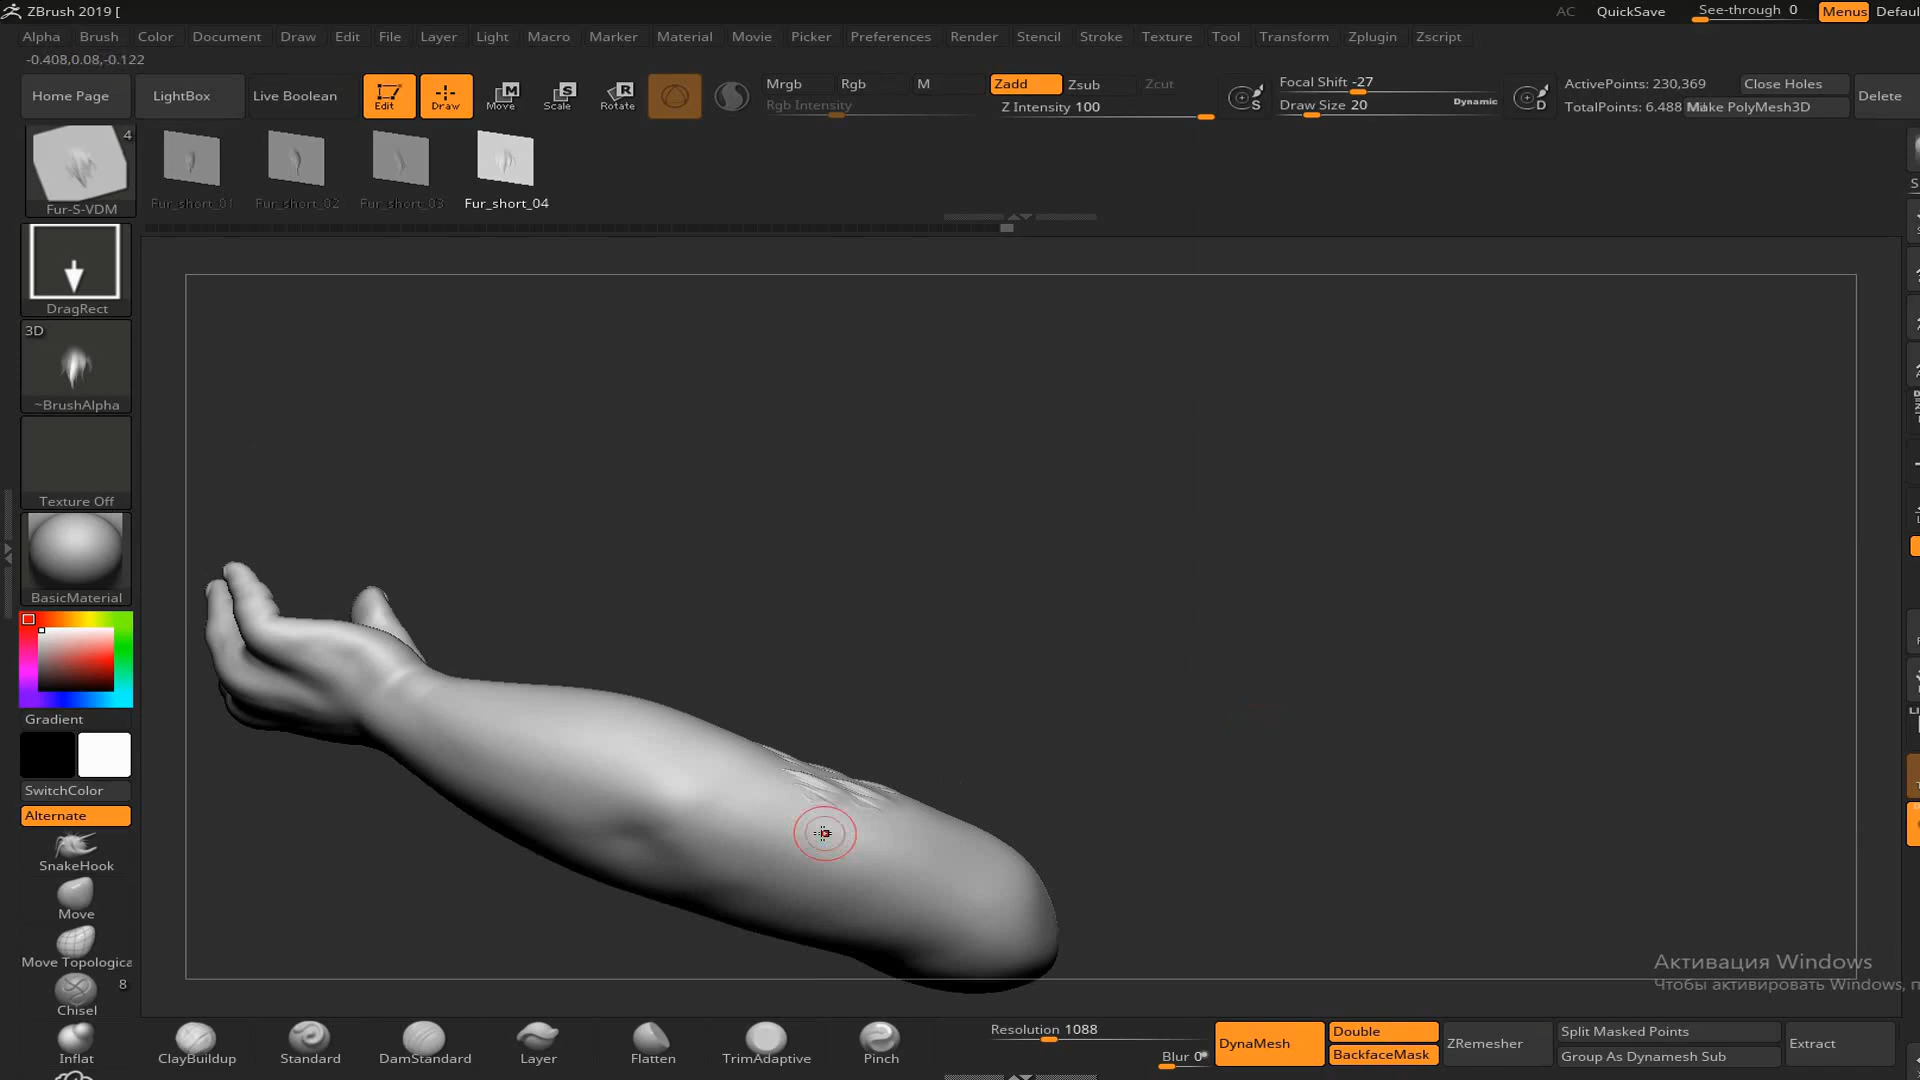 ZBrush 2019 [
AC QuickSave See-through 0 Menus Defau
Alpha Brush Color Document Draw Edit File Layer Light Macro Marker Material Movie Picker Preferences Render Stencil Stroke Texture Tool Transform Zplugin Zscript
-0.408,0.08,-0.122
Home Page LightBox Live Boolean Edit Draw Move Scale Rotate
Mrgb Rgb M
Rgb Intensity
Zadd Zsub Zcut
Z Intensity 100
Focal Shift -27
Draw Size 20 Dynamic
ActivePoints: 230,369 Close Holes
TotalPoints: 6.488 Make PolyMesh3D
Delete
4
Fur-S-VDM
Fur_short_01 Fur_short_02 Fur_short_03 Fur_short_04
DragRect
3D
~BrushAlpha
Texture Off
BasicMaterial
Gradient
SwitchColor
Alternate
SnakeHook
Move
Move Topologica
8
Chisel
Inflat
Активация Windows
Чтобы активировать Windows, п
ClayBuildup Standard DamStandard Layer Flatten TrimAdaptive Pinch
Resolution 1088
Blur 0
DynaMesh
Double
BackfaceMask
ZRemesher
Split Masked Points
Group As Dynamesh Sub
Extract